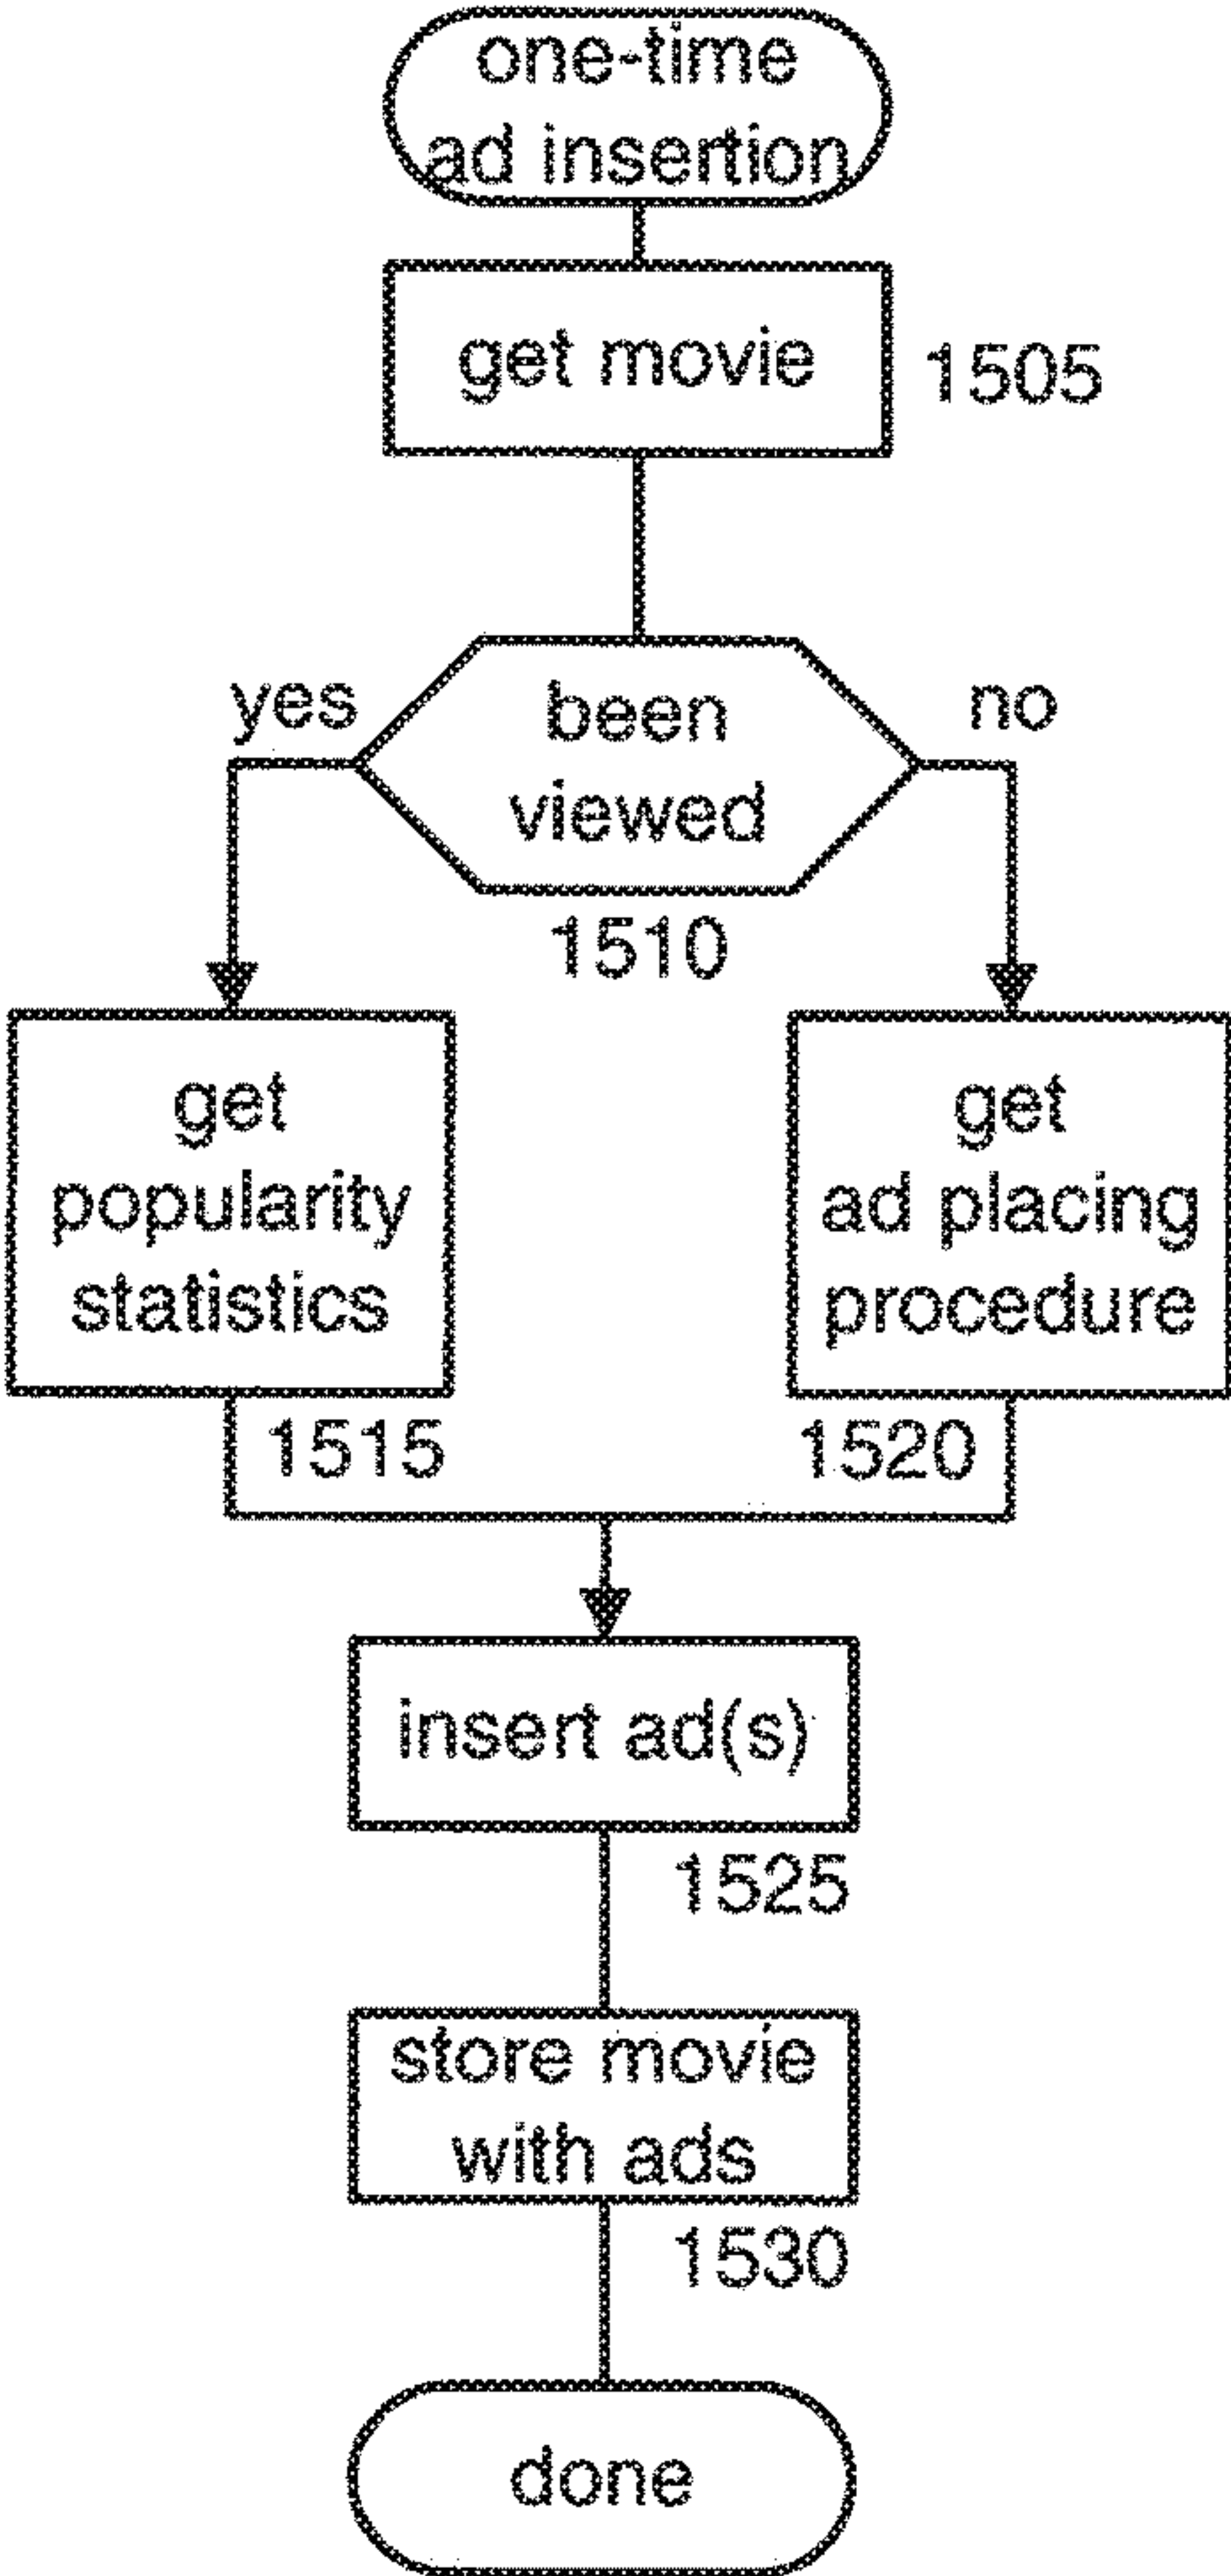 one-time
ad insertion
get movie
1505
yes
been
viewed
no
1510
get
popularity
statistics
1515
get
ad placing
procedure
1520
insert ad(s)
1525
store movie
with ads
1530
done